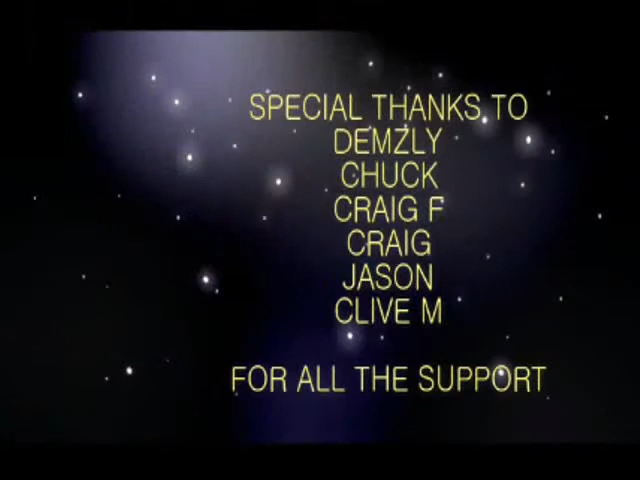 SPECIAL THANKS TO
DEMZLY
CHUCK
CRAIG F
CRAIG
JASON
CLIVE M
FOR ALL THE SUPPORT